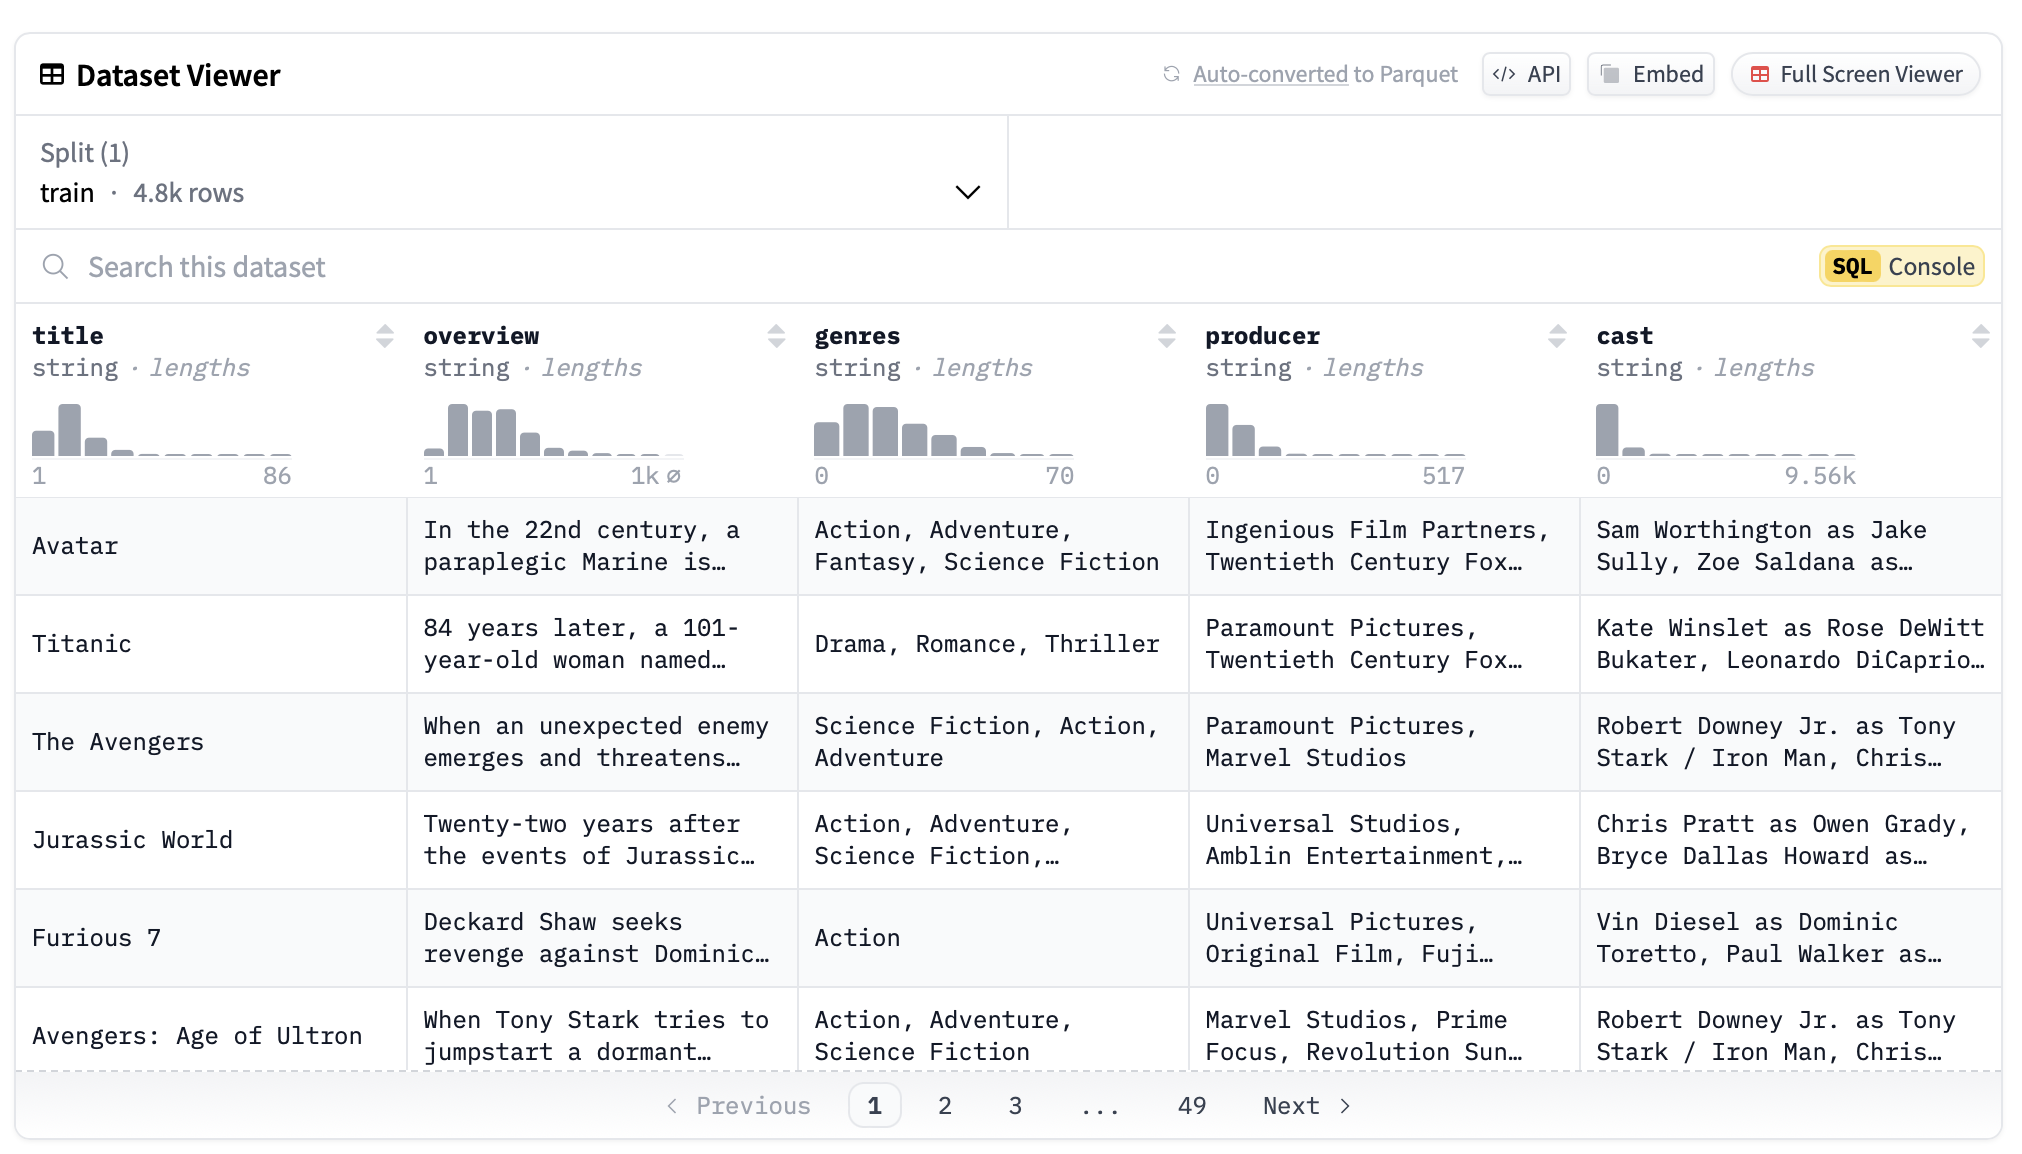 Dataset Viewer
Auto-converted to Parquet
API
Embed
Full Screen Viewer
Split (1)
train · 4.8k rows
Search this dataset
SQL Console
title
string · lengths
1 86
overview
string · lengths
1 1k ∅
genres
string · lengths
0 70
producer
string · lengths
0 517
cast
string · lengths
0 9.56k
Avatar
In the 22nd century, a
paraplegic Marine is…
Action, Adventure,
Fantasy, Science Fiction
Ingenious Film Partners,
Twentieth Century Fox…
Sam Worthington as Jake
Sully, Zoe Saldana as…
Titanic
84 years later, a 101-
year-old woman named…
Drama, Romance, Thriller
Paramount Pictures,
Twentieth Century Fox…
Kate Winslet as Rose DeWitt
Bukater, Leonardo DiCaprio…
The Avengers
When an unexpected enemy
emerges and threatens…
Science Fiction, Action,
Adventure
Paramount Pictures,
Marvel Studios
Robert Downey Jr. as Tony
Stark / Iron Man, Chris…
Jurassic World
Twenty-two years after
the events of Jurassic…
Action, Adventure,
Science Fiction,…
Universal Studios,
Amblin Entertainment,…
Chris Pratt as Owen Grady,
Bryce Dallas Howard as…
Furious 7
Deckard Shaw seeks
revenge against Dominic…
Action
Universal Pictures,
Original Film, Fuji…
Vin Diesel as Dominic
Toretto, Paul Walker as…
Avengers: Age of Ultron
When Tony Stark tries to
jumpstart a dormant…
Action, Adventure,
Science Fiction
Marvel Studios, Prime
Focus, Revolution Sun…
Robert Downey Jr. as Tony
Stark / Iron Man, Chris…
< Previous 1 2 3 ... 49 Next >